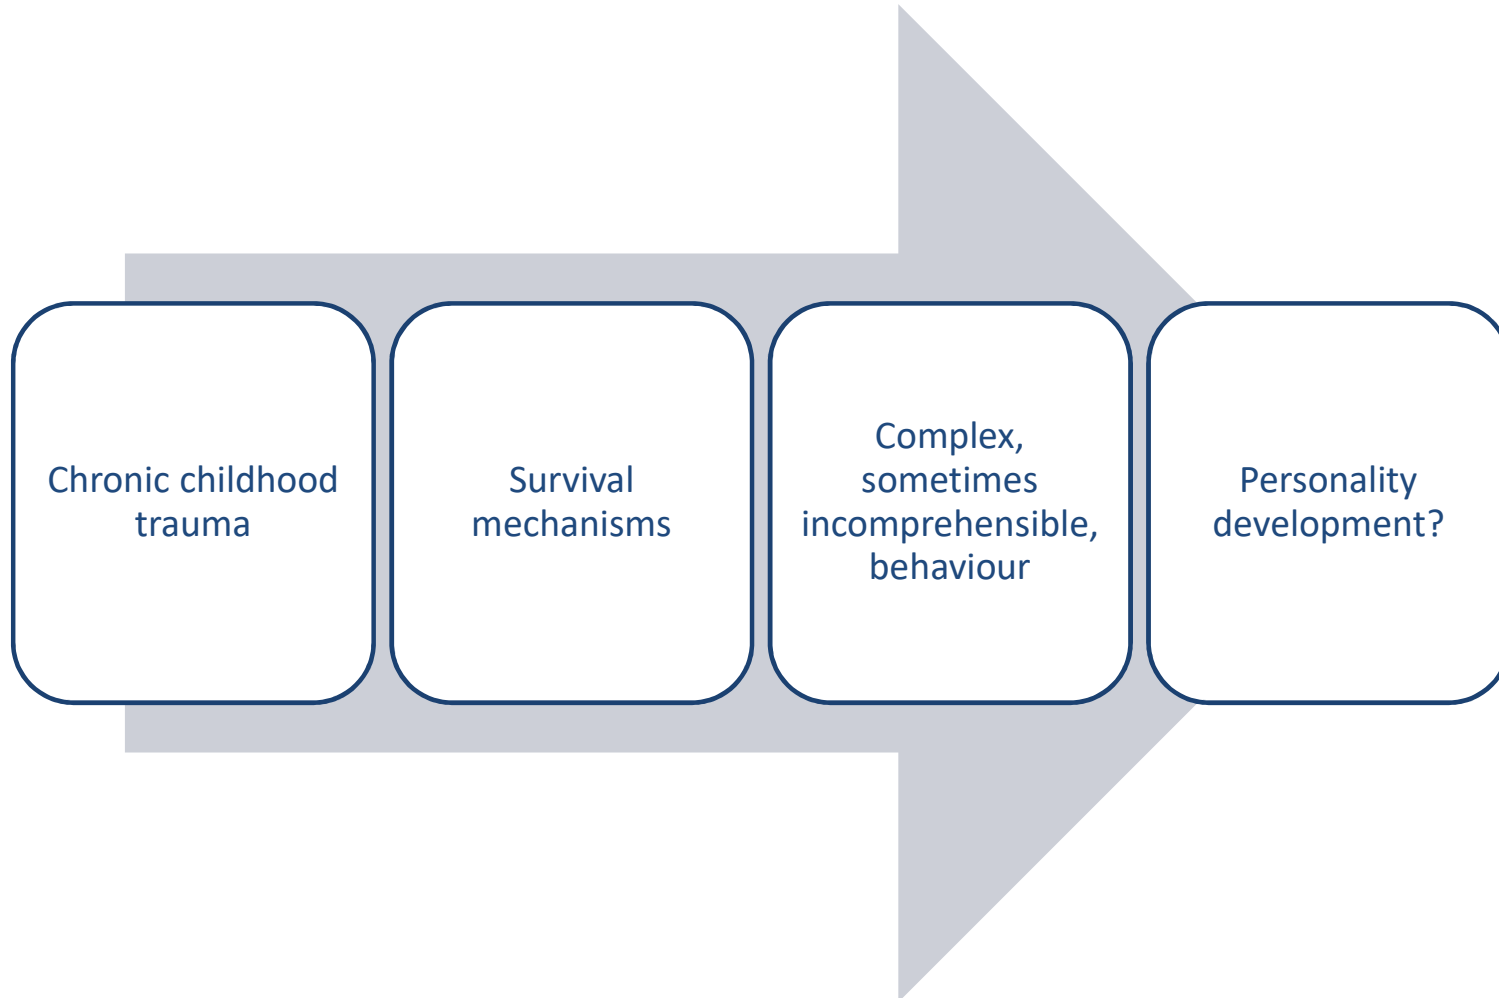 Chronic childhood
trauma
Survival
mechanisms
Complex,
sometimes
incomprehensible,
behaviour
Personality
development?